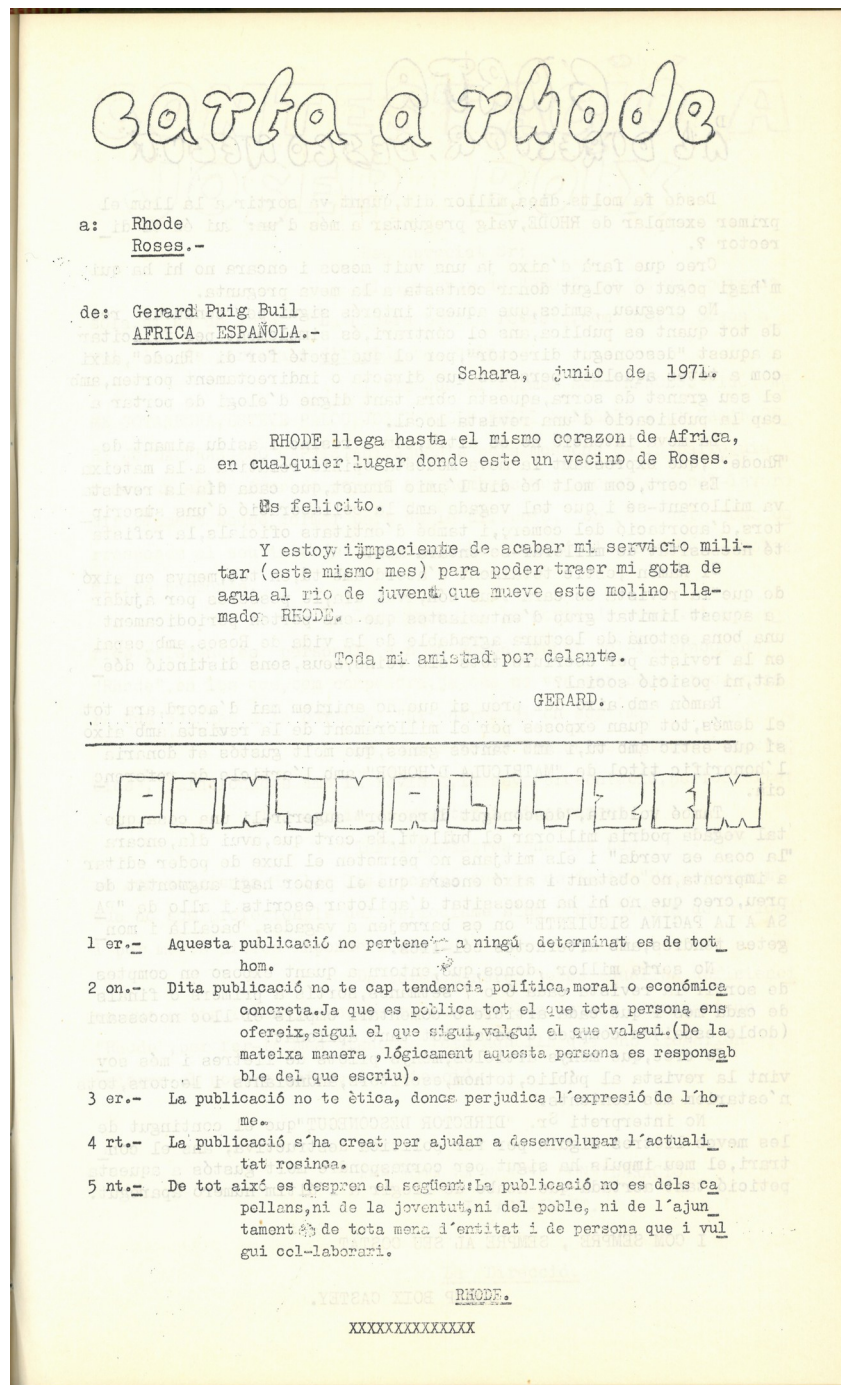 carta a rhode
a: Rhode
Roses.-
de: Gerard Puig Buil
AFRICA ESPAÑOLA.-
Sahara, junio de 1971.
RHODE llega hasta el mismo corazon de Africa,
en cualquier lugar donde este un vecino de Roses.
Es felicito.
Y estoy impaciente de acabar mi servicio mili-
tar (este mismo mes) para poder traer mi gota de
agua al rio de juvent que mueve este molino lla-
mado RHODE.
Toda mi amistad por delante.
GERARD.
PUNTUALITZEM
1 er.- Aquesta publicació no perteneix a ningú determinat es de tot_
hom.
2 on.- Dita publicació no te cap tendencia política,moral o económica
concreta.Ja que es publica tot el que tota persona ens
ofereix,sigui el que sigui,valgui el que valgui.(De la
mateixa manera ,lógicament aquesta persona es responsab
ble del que escriu).
3 er.- La publicació no te ètica, doncs perjudica l'expresió de l'ho_
me.
4 rt.- La publicació s'ha creat per ajudar a desenvolupar l'actuali_
tat rosinca.
5 nt.- De tot aixé es despren el següent:La publicació no es dels ca
pellans,ni de la joventut,ni del poble, ni de l'ajun_
tament de tota mena d'entitat i de persona que i vul
gui col-laborari.
RHODE.
XXXXXXXXXXXXXX